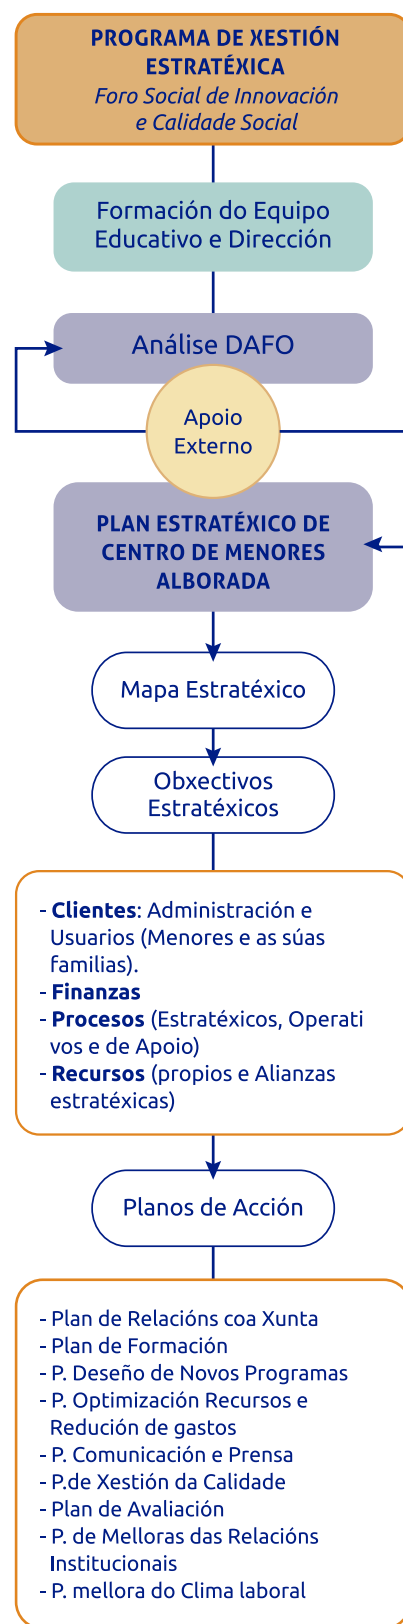 PROGRAMA DE XESTIÓN
ESTRATÉXICA
Foro Social de Innovación
e Calidade Social
Formación do Equipo
Educativo e Dirección
Análise DAFO
Apoio
Externo
PLAN ESTRATÉXICO DE
CENTRO DE MENORES
ALBORADA
Mapa Estratéxico
Obxectivos
Estratéxicos
- Clientes: Administración e
Usuarios (Menores e as súas
familias).
- Finanzas
- Procesos (Estratéxicos, Operati
vos e de Apoio)
- Recursos (propios e Alianzas
estratéxicas)
Planos de Acción
- Plan de Relacións coa Xunta
- Plan de Formación
- P. Deseño de Novos Programas
- P. Optimización Recursos e
Redución de gastos
- P. Comunicación e Prensa
- P.de Xestión da Calidade
- Plan de Avaliación
- P. de Melloras das Relacións
Institucionais
- P. mellora do Clima laboral